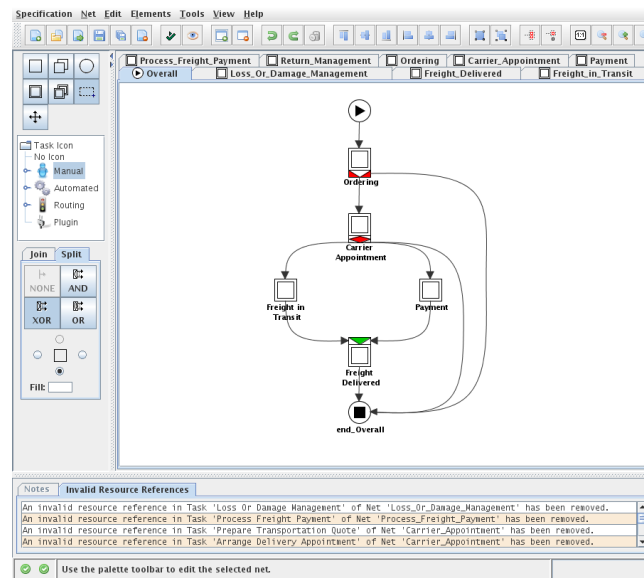 Specification Net Edit Elements Tools View Help
Process_Freight_Payment Return_Management Ordering Carrier_Appointment Payment
Overall Loss_Or_Damage_Management Freight_Delivered Freight_in_Transit
Task Icon
No Icon
Manual
Automated
Routing
Plugin
Join Split
NONE AND
XOR OR
Fill:
Ordering
Carrier
Appointment
Freight in
Transit
Payment
Freight
Delivered
end_Overall
Notes Invalid Resource References
An invalid resource reference in Task 'Loss Or Damage Management' of Net 'Loss_Or_Damage_Management' has been removed.
An invalid resource reference in Task 'Process Freight Payment' of Net 'Process_Freight_Payment' has been removed.
An invalid resource reference in Task 'Prepare Transportation Quote' of Net 'Carrier_Appointment' has been removed.
An invalid resource reference in Task 'Arrange Delivery Appointment' of Net 'Carrier_Appointment' has been removed.
Use the palette toolbar to edit the selected net.